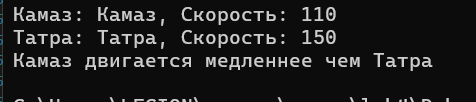 Камаз: Камаз, Скорость: 110
Татра: Татра, Скорость: 150
Камаз двигается медленнее чем Татра